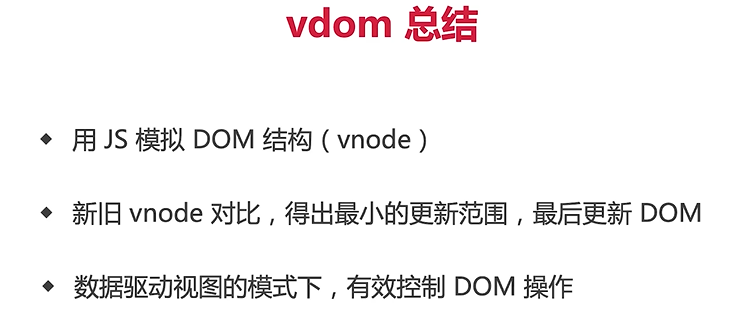 vdom 总结
◆ 用 JS 模拟 DOM 结构（vnode）
◆ 新旧 vnode 对比，得出最小的更新范围，最后更新 DOM
◆ 数据驱动视图的模式下，有效控制 DOM 操作